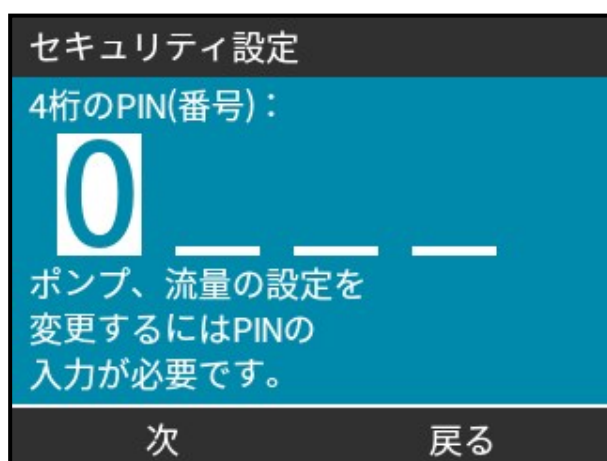 セキュリティ設定
4桁のPIN(番号)：
0 _ _ _
ポンプ、流量の設定を
変更するにはPINの
入力が必要です。
次 戻る